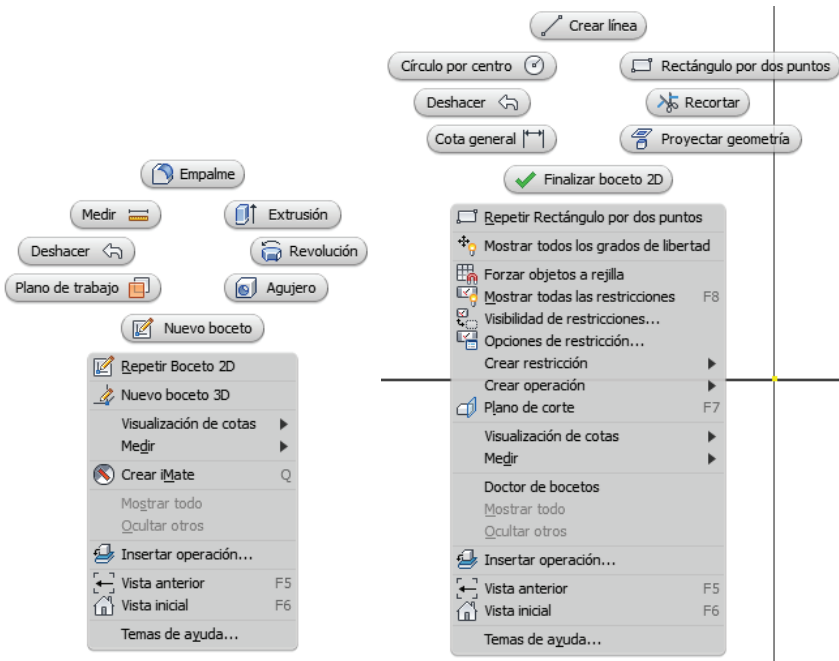 Empalme
Medir
Extrusión
Deshacer
Revolución
Plano de trabajo
Agujero
Nuevo boceto
Repetir Boceto 2D
Nuevo boceto 3D
Visualización de cotas
Medir
Crear iMate Q
Mostrar todo
Ocultar otros
Insertar operación...
Vista anterior F5
Vista inicial F6
Temas de ayuda...
Crear línea
Círculo por centro
Rectángulo por dos puntos
Deshacer
Recortar
Cota general
Proyectar geometría
Finalizar boceto 2D
Repetir Rectángulo por dos puntos
Mostrar todos los grados de libertad
Forzar objetos a rejilla
Mostrar todas las restricciones F8
Visibilidad de restricciones...
Opciones de restricción...
Crear restricción
Crear operación
Plano de corte F7
Visualización de cotas
Medir
Doctor de bocetos
Mostrar todo
Ocultar otros
Insertar operación...
Vista anterior F5
Vista inicial F6
Temas de ayuda...